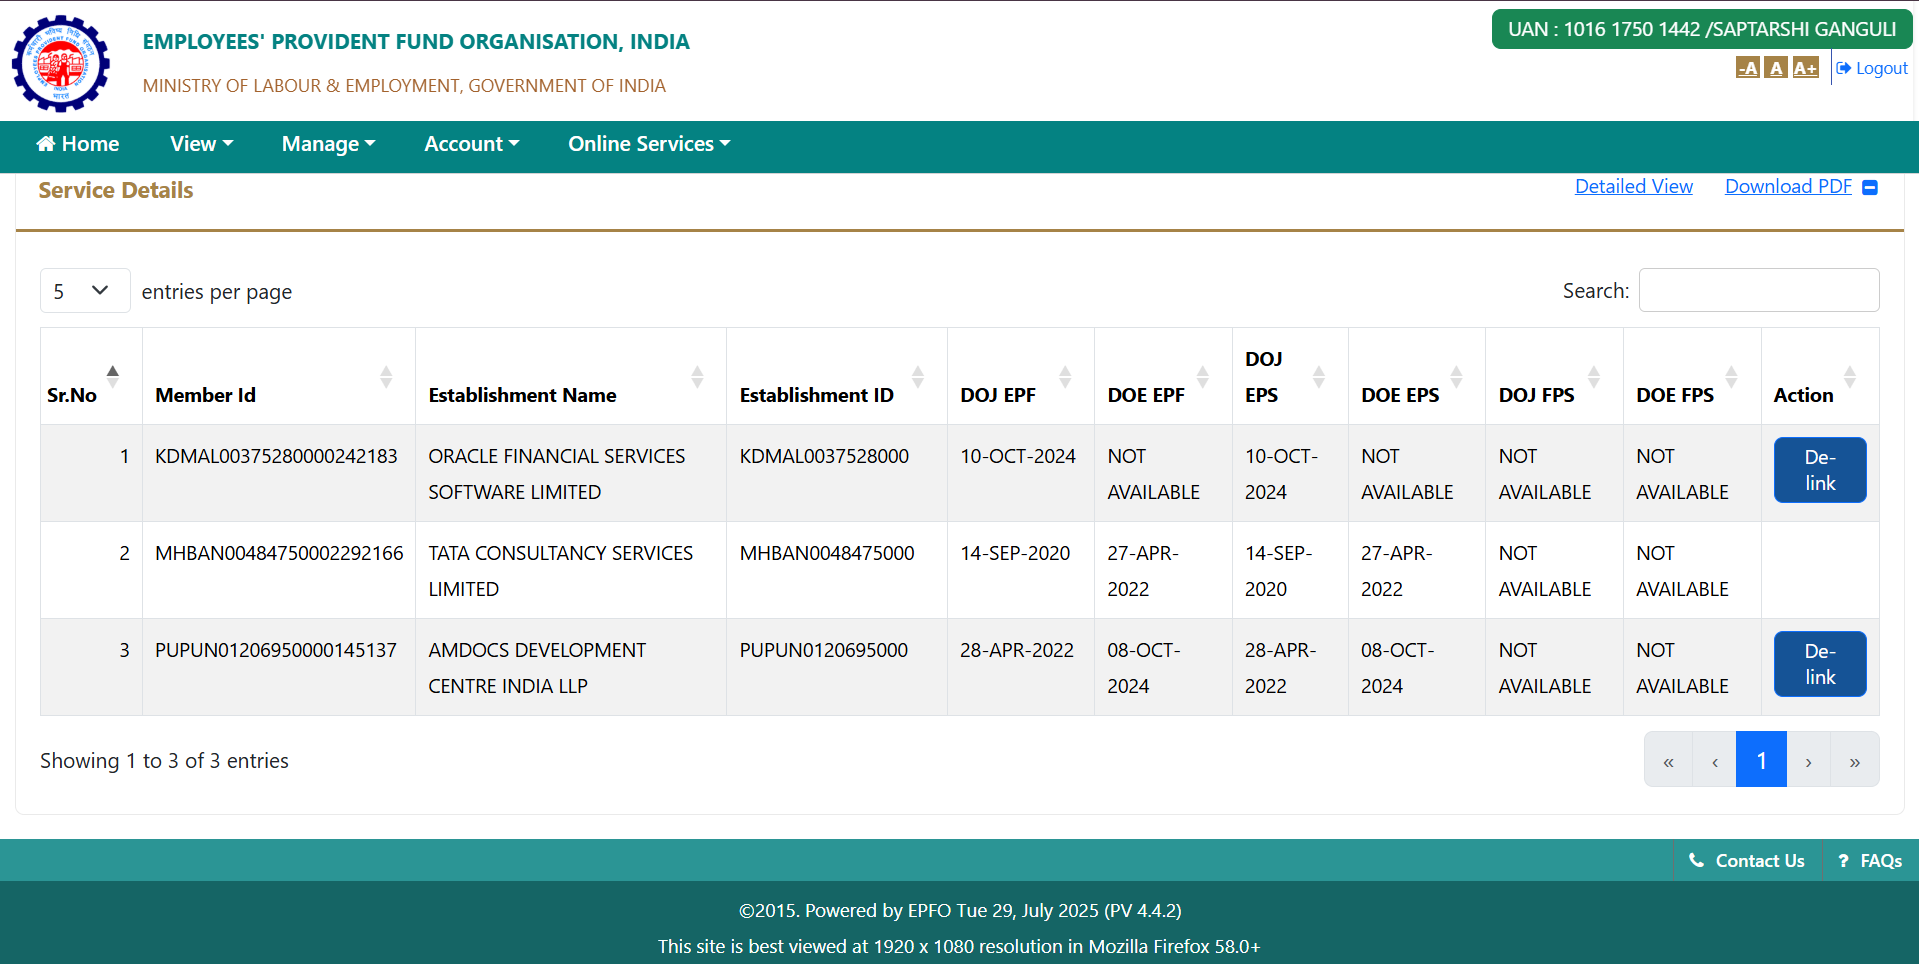 EMPLOYEES' PROVIDENT FUND ORGANISATION, INDIA
MINISTRY OF LABOUR & EMPLOYMENT, GOVERNMENT OF INDIA
UAN : 1016 1750 1442 /SAPTARSHI GANGULI
-A A A+ Logout
Home View Manage Account Online Services
Service Details Detailed View Download PDF
5 entries per page Search:
Sr.No Member Id Establishment Name Establishment ID DOJ EPF DOE EPF DOJ EPS DOE EPS DOJ FPS DOE FPS Action
1 KDMAL00375280000242183 ORACLE FINANCIAL SERVICES SOFTWARE LIMITED KDMAL0037528000 10-OCT-2024 NOT AVAILABLE 10-OCT-2024 NOT AVAILABLE NOT AVAILABLE NOT AVAILABLE De-link
2 MHBAN00484750002292166 TATA CONSULTANCY SERVICES LIMITED MHBAN0048475000 14-SEP-2020 27-APR-2022 14-SEP-2020 27-APR-2022 NOT AVAILABLE NOT AVAILABLE
3 PUPUN01206950000145137 AMDOCS DEVELOPMENT CENTRE INDIA LLP PUPUN0120695000 28-APR-2022 08-OCT-2024 28-APR-2022 08-OCT-2024 NOT AVAILABLE NOT AVAILABLE De-link
Showing 1 to 3 of 3 entries « ‹ 1 › »
Contact Us ? FAQs
©2015. Powered by EPFO Tue 29, July 2025 (PV 4.4.2)
This site is best viewed at 1920 x 1080 resolution in Mozilla Firefox 58.0+